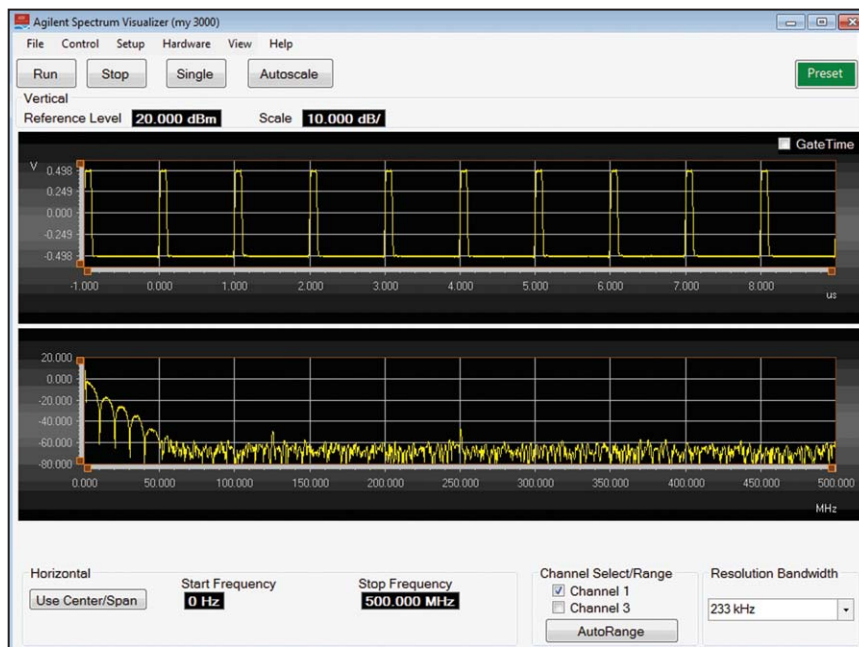 Agilent Spectrum Visualizer (my 3000)
File Control Setup Hardware View Help
Run Stop Single Autoscale Preset
Vertical
Reference Level 20.000 dBm Scale 10.000 dB/
GateTime
V
0.498
0.249
0.000
-0.249
-0.498
-1.000 0.000 1.000 2.000 3.000 4.000 5.000 6.000 7.000 8.000
us
20.000
0.000
-20.000
-40.000
-60.000
-80.000
0.000 50.000 100.000 150.000 200.000 250.000 300.000 350.000 400.000 450.000 500.000
MHz
Horizontal
Use Center/Span
Start Frequency
0 Hz
Stop Frequency
500.000 MHz
Channel Select/Range
Channel 1
Channel 3
AutoRange
Resolution Bandwidth
233 kHz